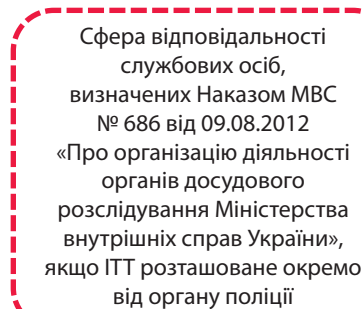 Сфера відповідальності
службових осіб,
визначених Наказом МВС
№ 686 від 09.08.2012
«Про організацію діяльності
органів досудового
розслідування Міністерства
внутрішніх справ України»,
якщо ІТТ розташоване окремо
від органу поліції